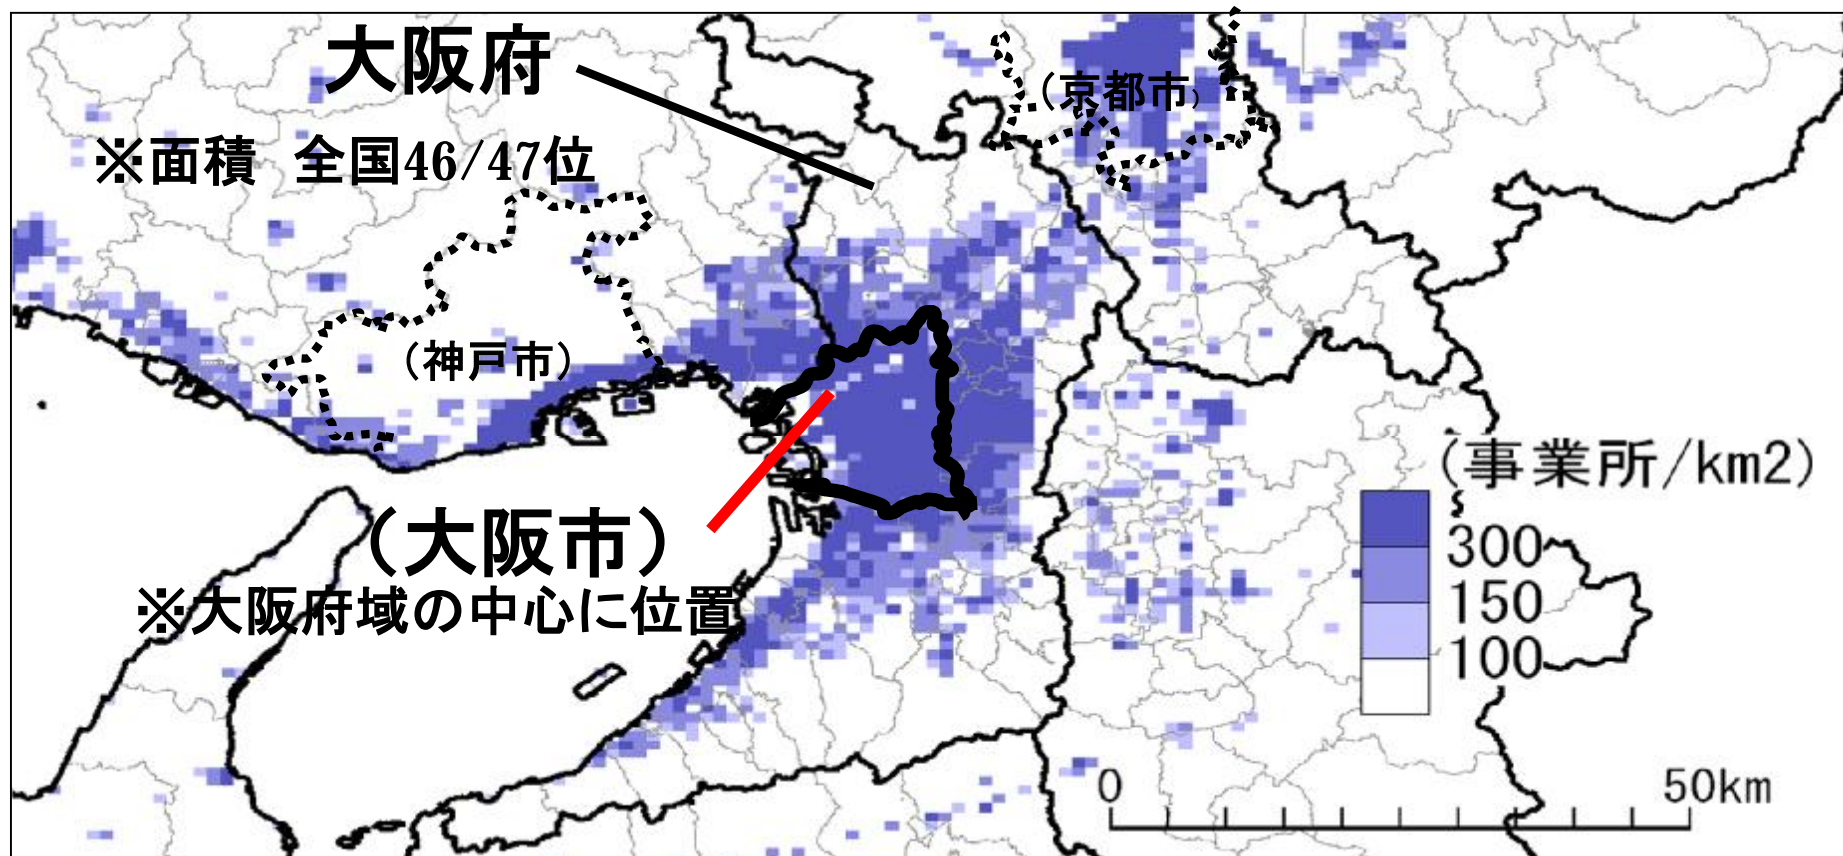 大阪府
（京都市）
※面積　全国46/47位
（神戸市）
（事業所/km2）
300
150
100
（大阪市）
※大阪府域の中心に位置
0
50km